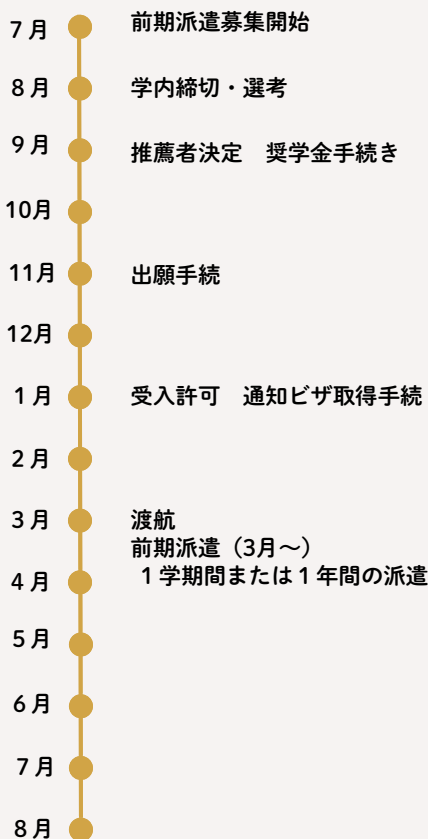 7月 前期派遣募集開始
8月 学内締切・選考
9月 推薦者決定　奨学金手続き
10月
11月 出願手続
12月
1月 受入許可　通知ビザ取得手続
2月
3月 渡航
前期派遣（3月〜）
4月 1学期間または1年間の派遣
5月
6月
7月
8月